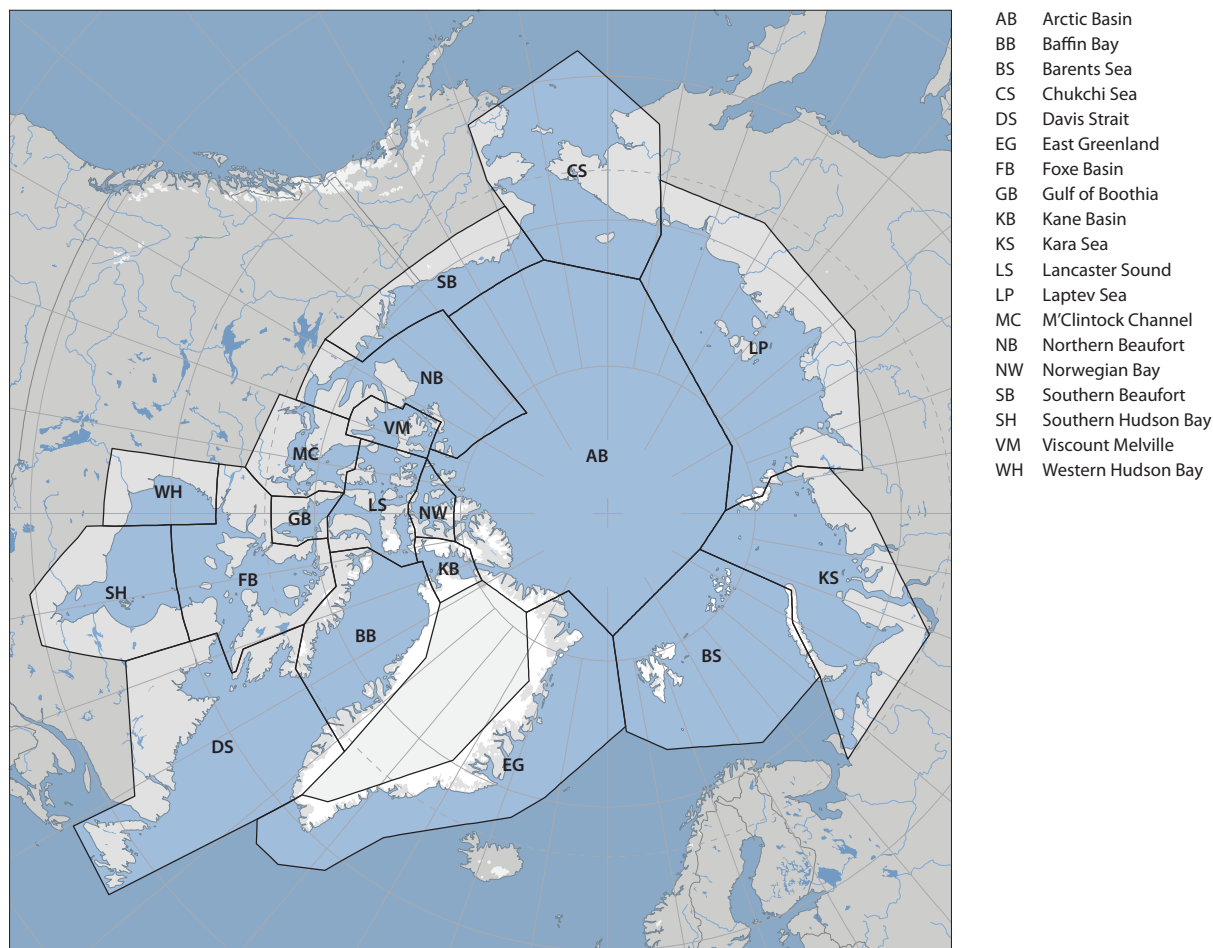 AB Arctic Basin
BB Baffin Bay
BS Barents Sea
CS Chukchi Sea
DS Davis Strait
EG East Greenland
FB Foxe Basin
GB Gulf of Boothia
KB Kane Basin
KS Kara Sea
LS Lancaster Sound
LP Laptev Sea
MC M’Clintock Channel
NB Northern Beaufort
NW Norwegian Bay
SB Southern Beaufort
SH Southern Hudson Bay
VM Viscount Melville
WH Western Hudson Bay
CS
SB
LP
NB
VM
MC
AB
WH
LS
GB
NW
KB
FB
SH
KS
BB
BS
DS
EG